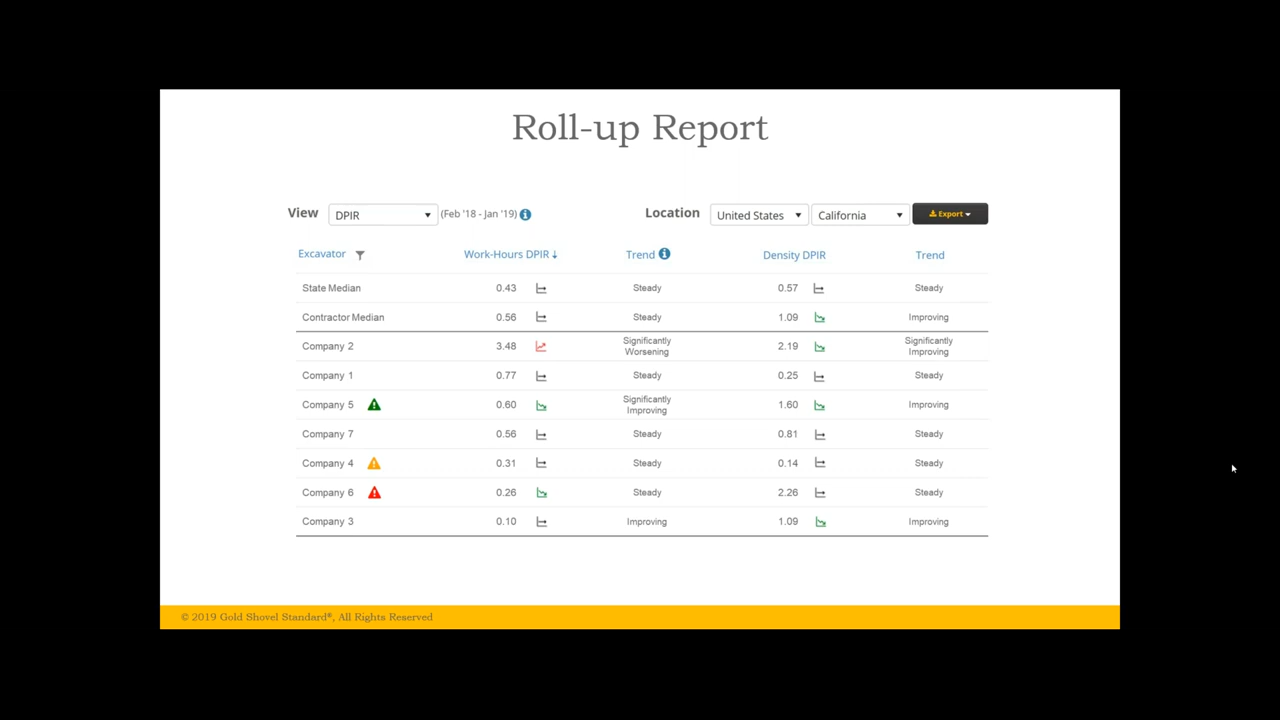 Roll-up Report
View DPIR (Feb '18 - Jan '19) Location United States California Export
Excavator Work-Hours DPIR ↓ Trend Density DPIR Trend
State Median 0.43 Steady 0.57 Steady
Contractor Median 0.56 Steady 1.09 Improving
Company 2 3.48 Significantly Worsening 2.19 Significantly Improving
Company 1 0.77 Steady 0.25 Steady
Company 5 0.60 Significantly Improving 1.60 Improving
Company 7 0.56 Steady 0.81 Steady
Company 4 0.31 Steady 0.14 Steady
Company 6 0.26 Steady 2.26 Steady
Company 3 0.10 Improving 1.09 Improving
© 2019 Gold Shovel Standard®, All Rights Reserved